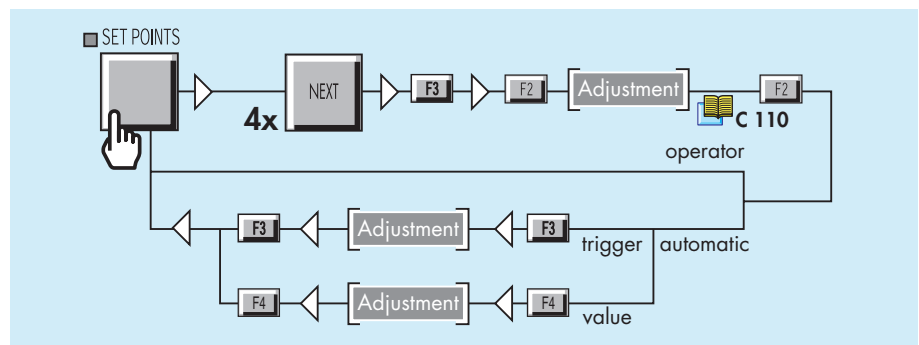 SET POINTS
NEXT
4x
F3
F2
Adjustment
F2
C 110
operator
F3
Adjustment
F3
trigger
automatic
F4
Adjustment
F4
value